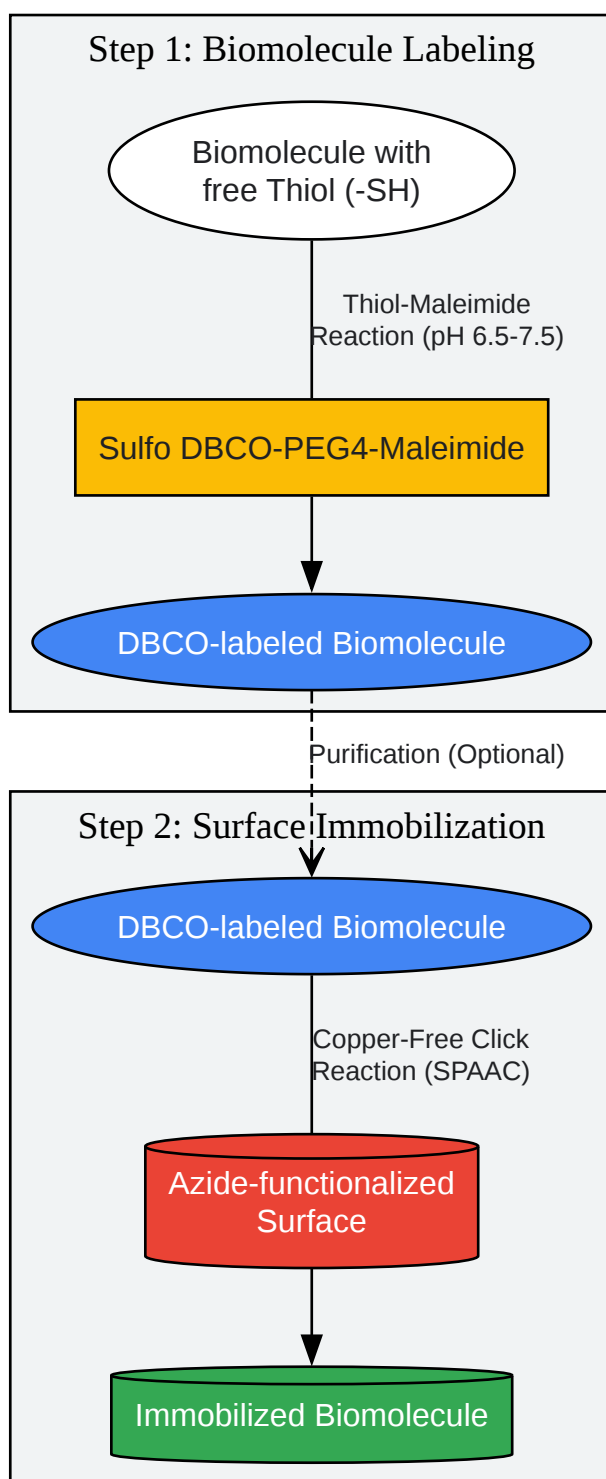 Step 1: Biomolecule Labeling
Biomolecule with
free Thiol (-SH)
Thiol-Maleimide
Reaction (pH 6.5-7.5)
Sulfo DBCO-PEG4-Maleimide
DBCO-labeled Biomolecule
Purification (Optional)
Step 2: Surface Immobilization
DBCO-labeled Biomolecule
Copper-Free Click
Reaction (SPAAC)
Azide-functionalized
Surface
Immobilized Biomolecule